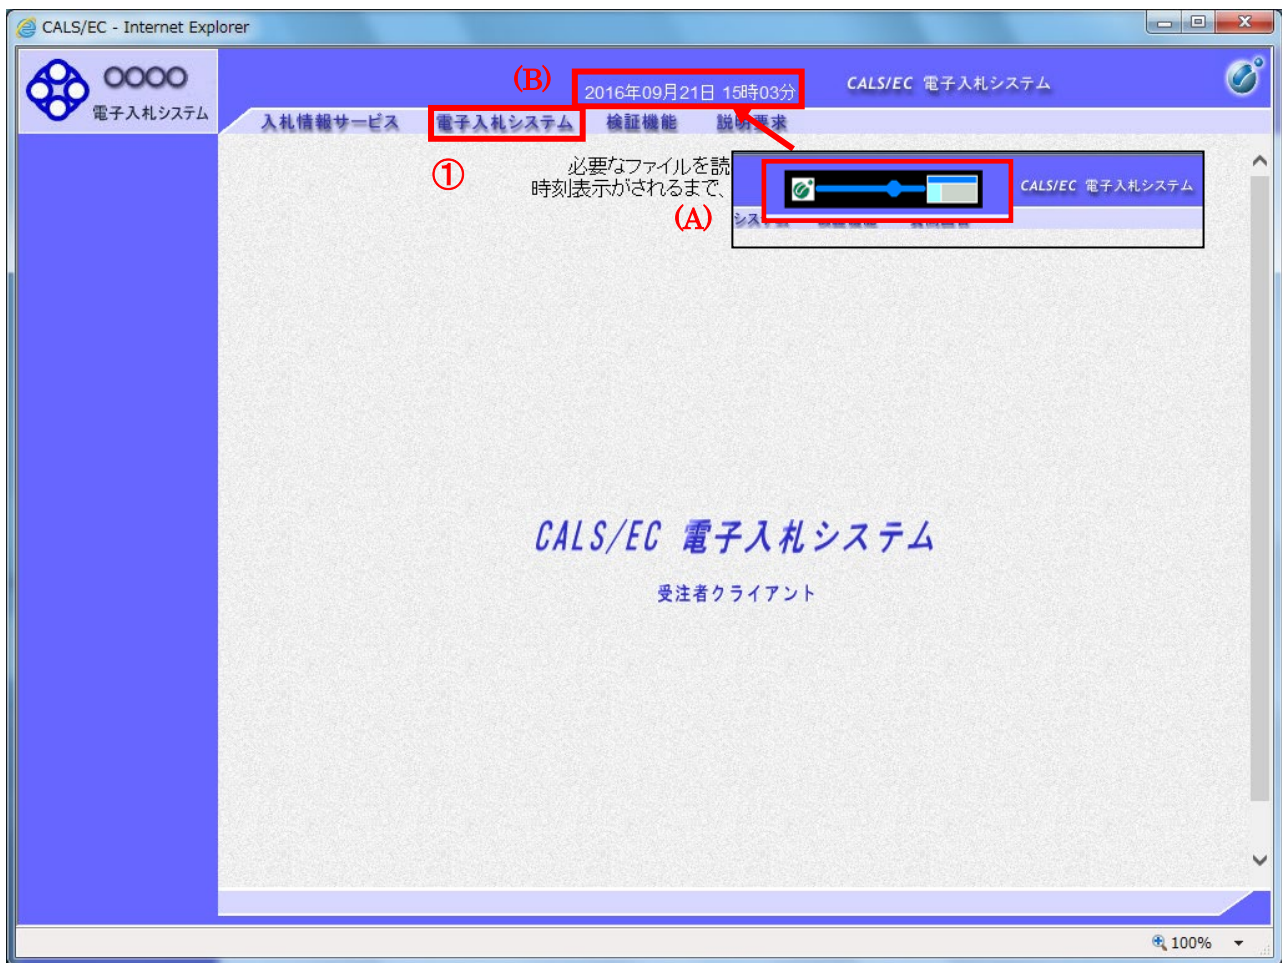 CALS/EC - Internet Explorer
〇〇〇〇
電子入札システム
(B)
2016年09月21日 15時03分
CALS/EC 電子入札システム
入札情報サービス 電子入札システム 検証機能 説明要求
①
必要なファイルを読
時刻表示がされるまで、
(A)
CALS/EC 電子入札システム
CALS/EC 電子入札システム
受注者クライアント
100%